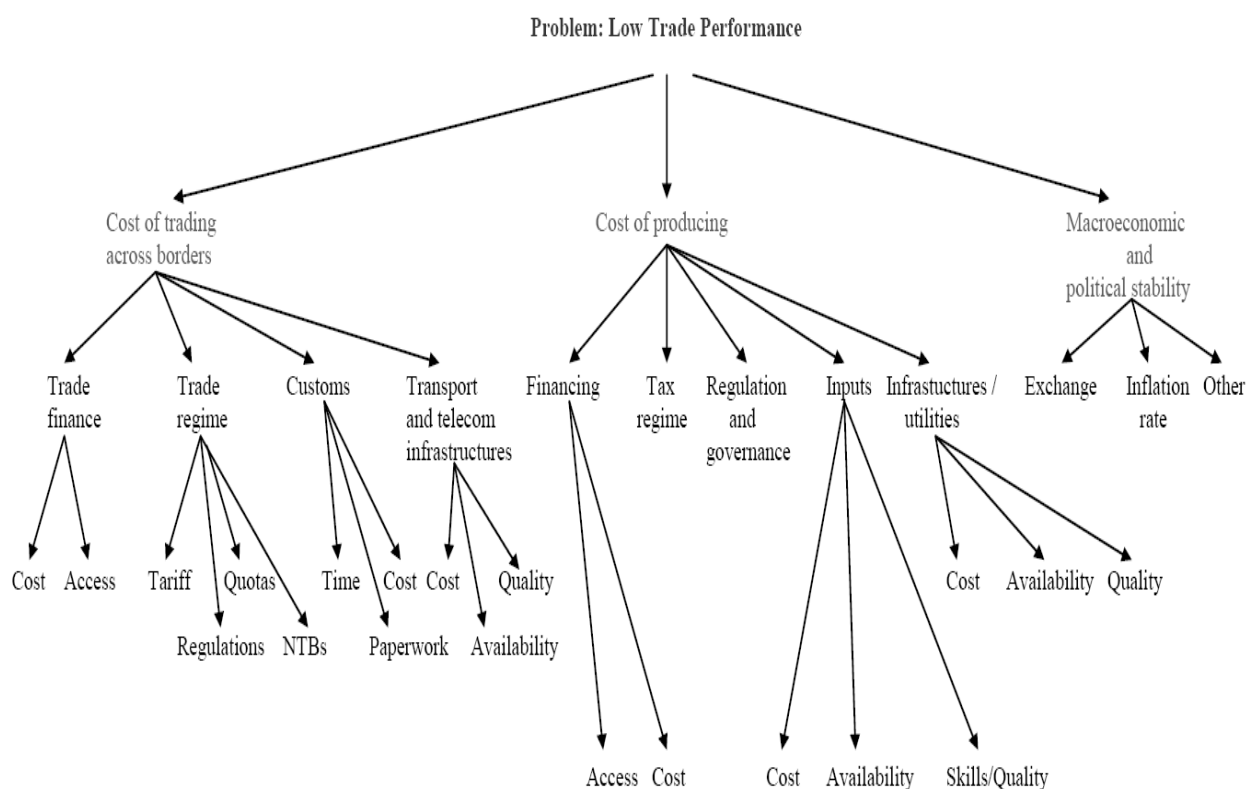 Problem: Low Trade Performance
Cost of trading
across borders
Cost of producing
Macroeconomic
and
political stability
Trade
finance
Trade
regime
Customs
Transport
and telecom
infrastructures
Financing
Tax
regime
Regulation
and
governance
Inputs
Infrastuctures /
utilities
Exchange
Inflation
rate
Other
Cost
Access
Tariff
Quotas
Regulations
NTBs
Time
Cost
Paperwork
Cost
Quality
Availability
Access
Cost
Cost
Availability
Skills/Quality
Cost
Availability
Quality